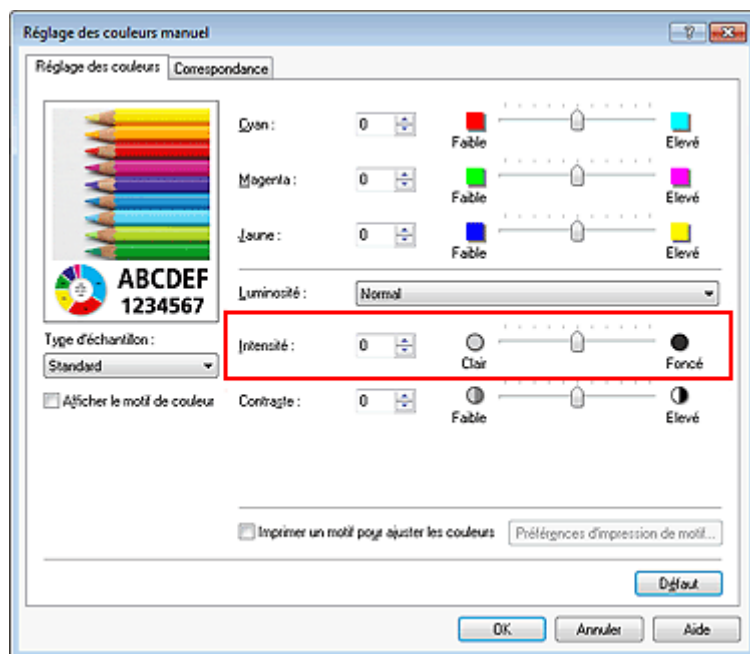 Réglage des couleurs manuel
Réglage des couleurs Correspondance
Cyan : 0 Faible Elevé
Magenta : 0 Faible Elevé
Jaune : 0 Faible Elevé
ABCDEF
1234567
Luminosité : Normal
Type d'échantillon :
Standard
Intensité : 0 Clair Foncé
Afficher le motif de couleur
Contraste : 0 Faible Elevé
Imprimer un motif pour ajuster les couleurs Préférences d'impression de motif...
Défaut
OK Annuler Aide